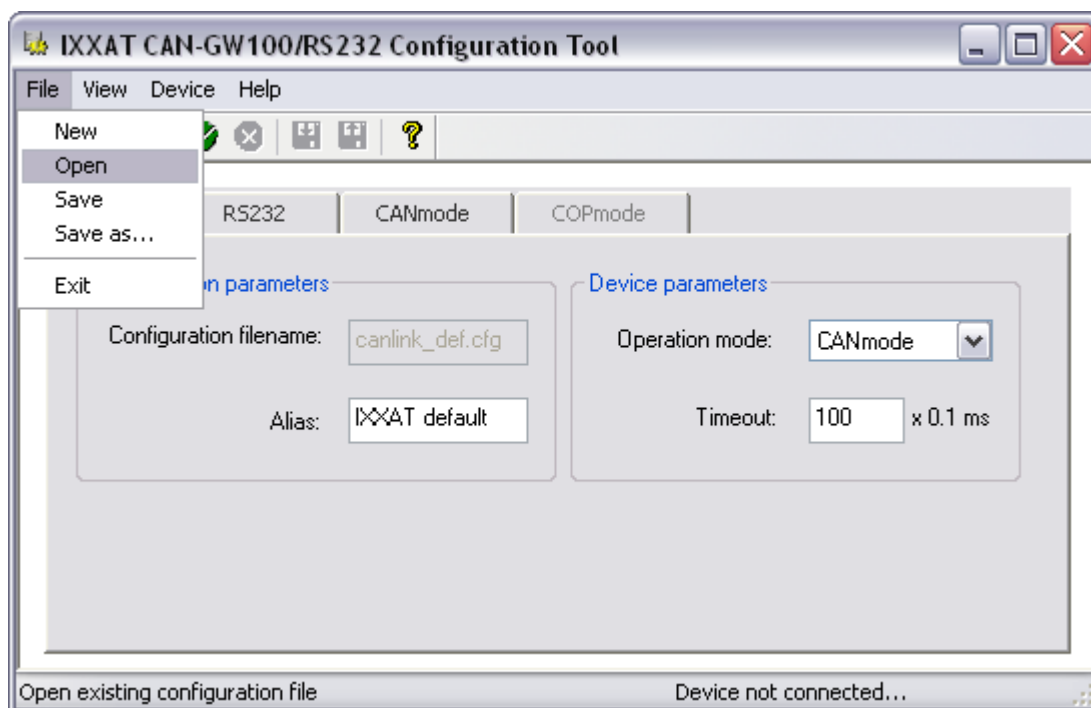 IXXAT CAN-GW100/RS232 Configuration Tool
File View Device Help
New
Open
Save
Save as...
Exit
RS232 CANmode COPmode
on parameters
Configuration filename: canlink_def.cfg
Alias: IXXAT default
Device parameters
Operation mode: CANmode
Timeout: 100 x 0.1 ms
Open existing configuration file Device not connected...